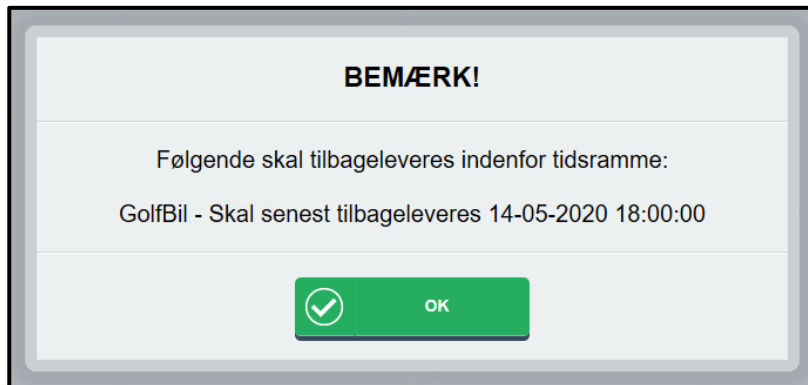 BEMÆRK!
Følgende skal tilbageleveres indenfor tidsramme:
GolfBil - Skal senest tilbageleveres 14-05-2020 18:00:00
OK